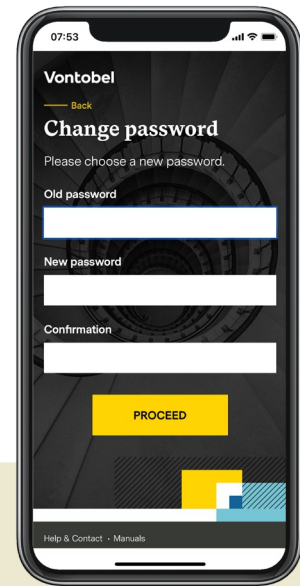 07:53
Vontobel
Back
Change password
Please choose a new password.
Old password
New password
Confirmation
PROCEED
Help & Contact · Manuals